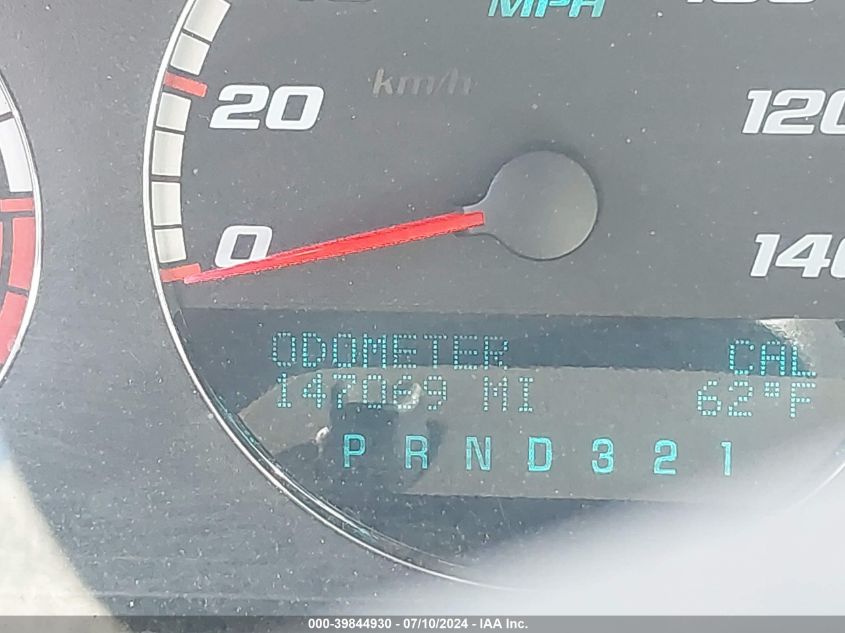 MPH
km/h
20
120
0
140
ODOMETER CAL
147069 MI 62°F
P R N D 3 2 1
000-39844930 - 07/10/2024 - IAA Inc.